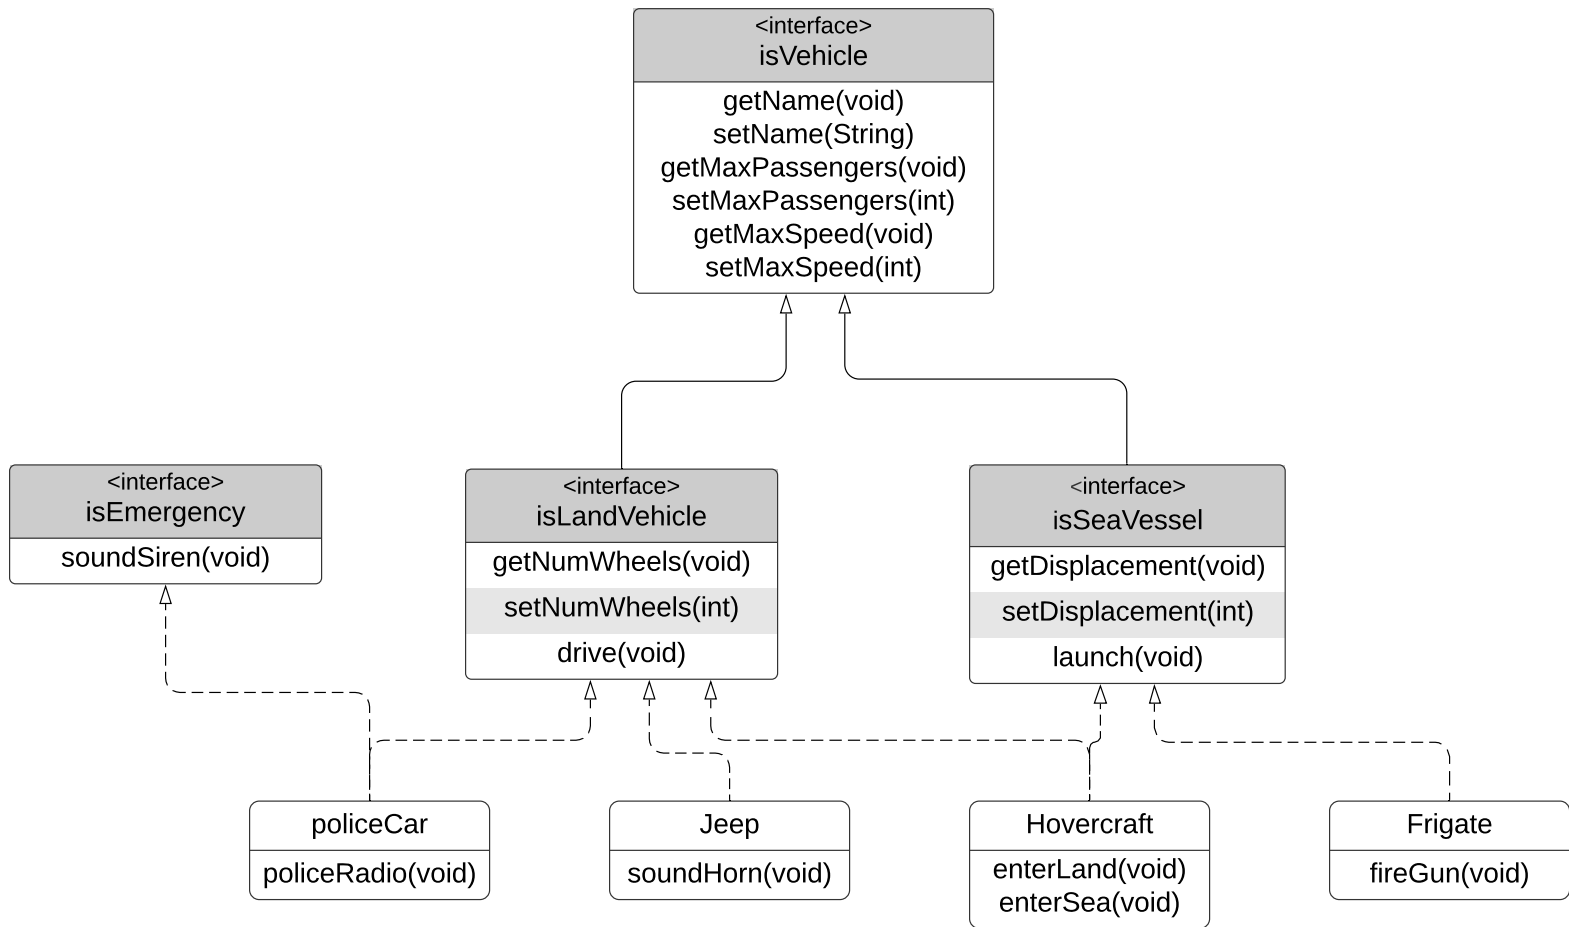 <interface>
isVehicle
getName(void)
setName(String)
getMaxPassengers(void)
setMaxPassengers(int)
getMaxSpeed(void)
setMaxSpeed(int)
<interface>
isEmergency
soundSiren(void)
<interface>
isLandVehicle
getNumWheels(void)
setNumWheels(int)
drive(void)
<interface>
isSeaVessel
getDisplacement(void)
setDisplacement(int)
launch(void)
policeCar
policeRadio(void)
Jeep
soundHorn(void)
Hovercraft
enterLand(void)
enterSea(void)
Frigate
fireGun(void)